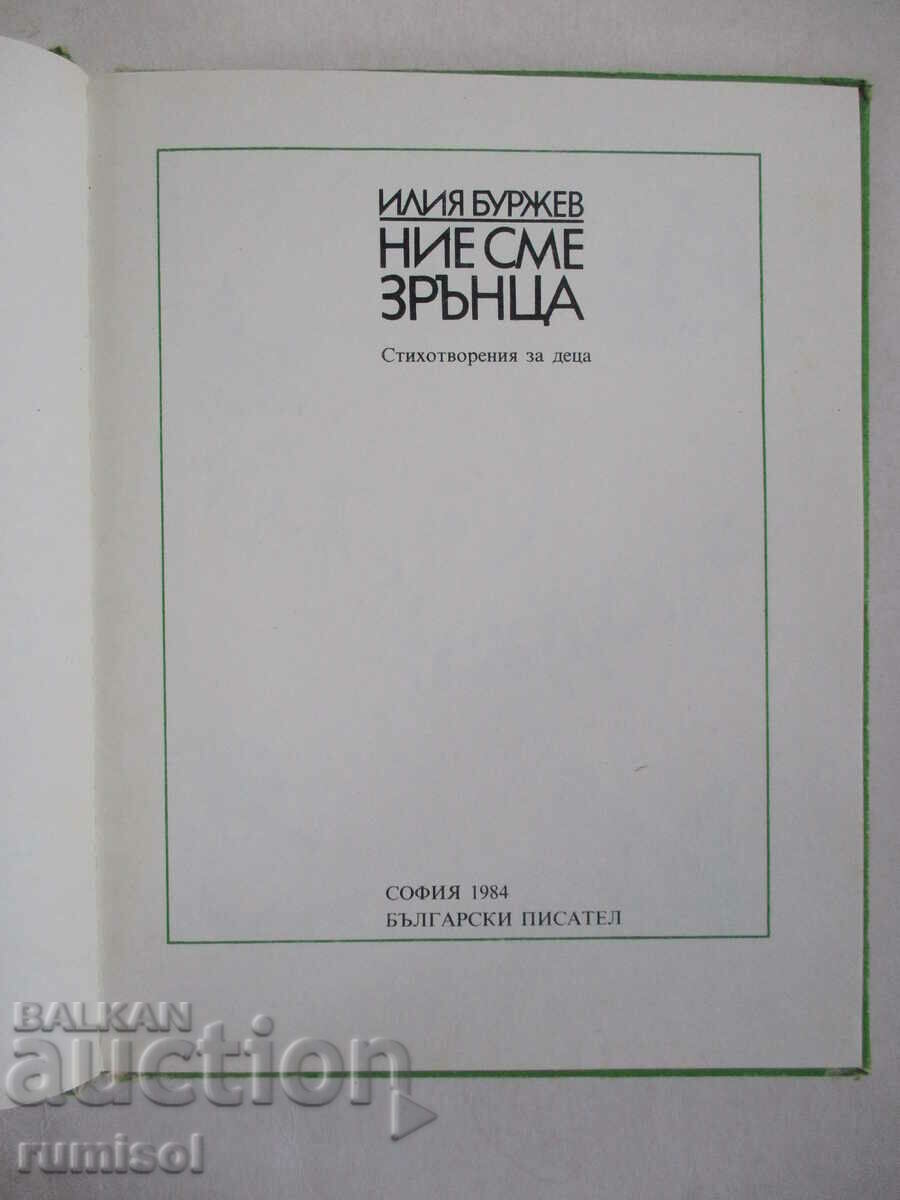 ИЛИЯ БУРЖЕВ
НИЕ СМЕ
ЗРЪНЦА
Стихотворения за деца
СОФИЯ 1984
БЪЛГАРСКИ ПИСАТЕЛ
BALKAN
auction
rumisol